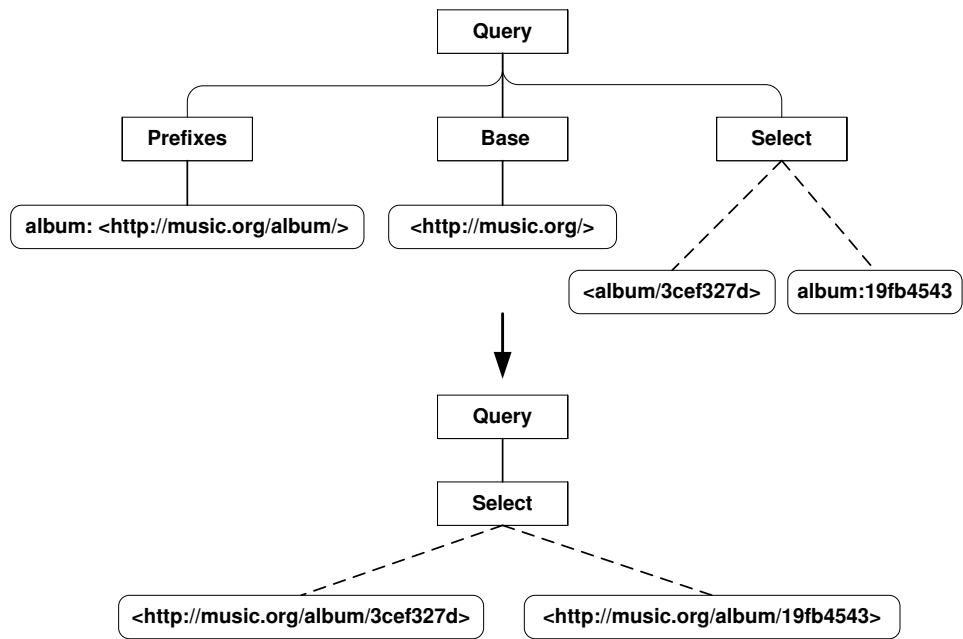 Query
Prefixes
Base
Select
album: <http://music.org/album/>
<http://music.org/>
<album/3cef327d>
album:19fb4543
Query
Select
<http://music.org/album/3cef327d>
<http://music.org/album/19fb4543>